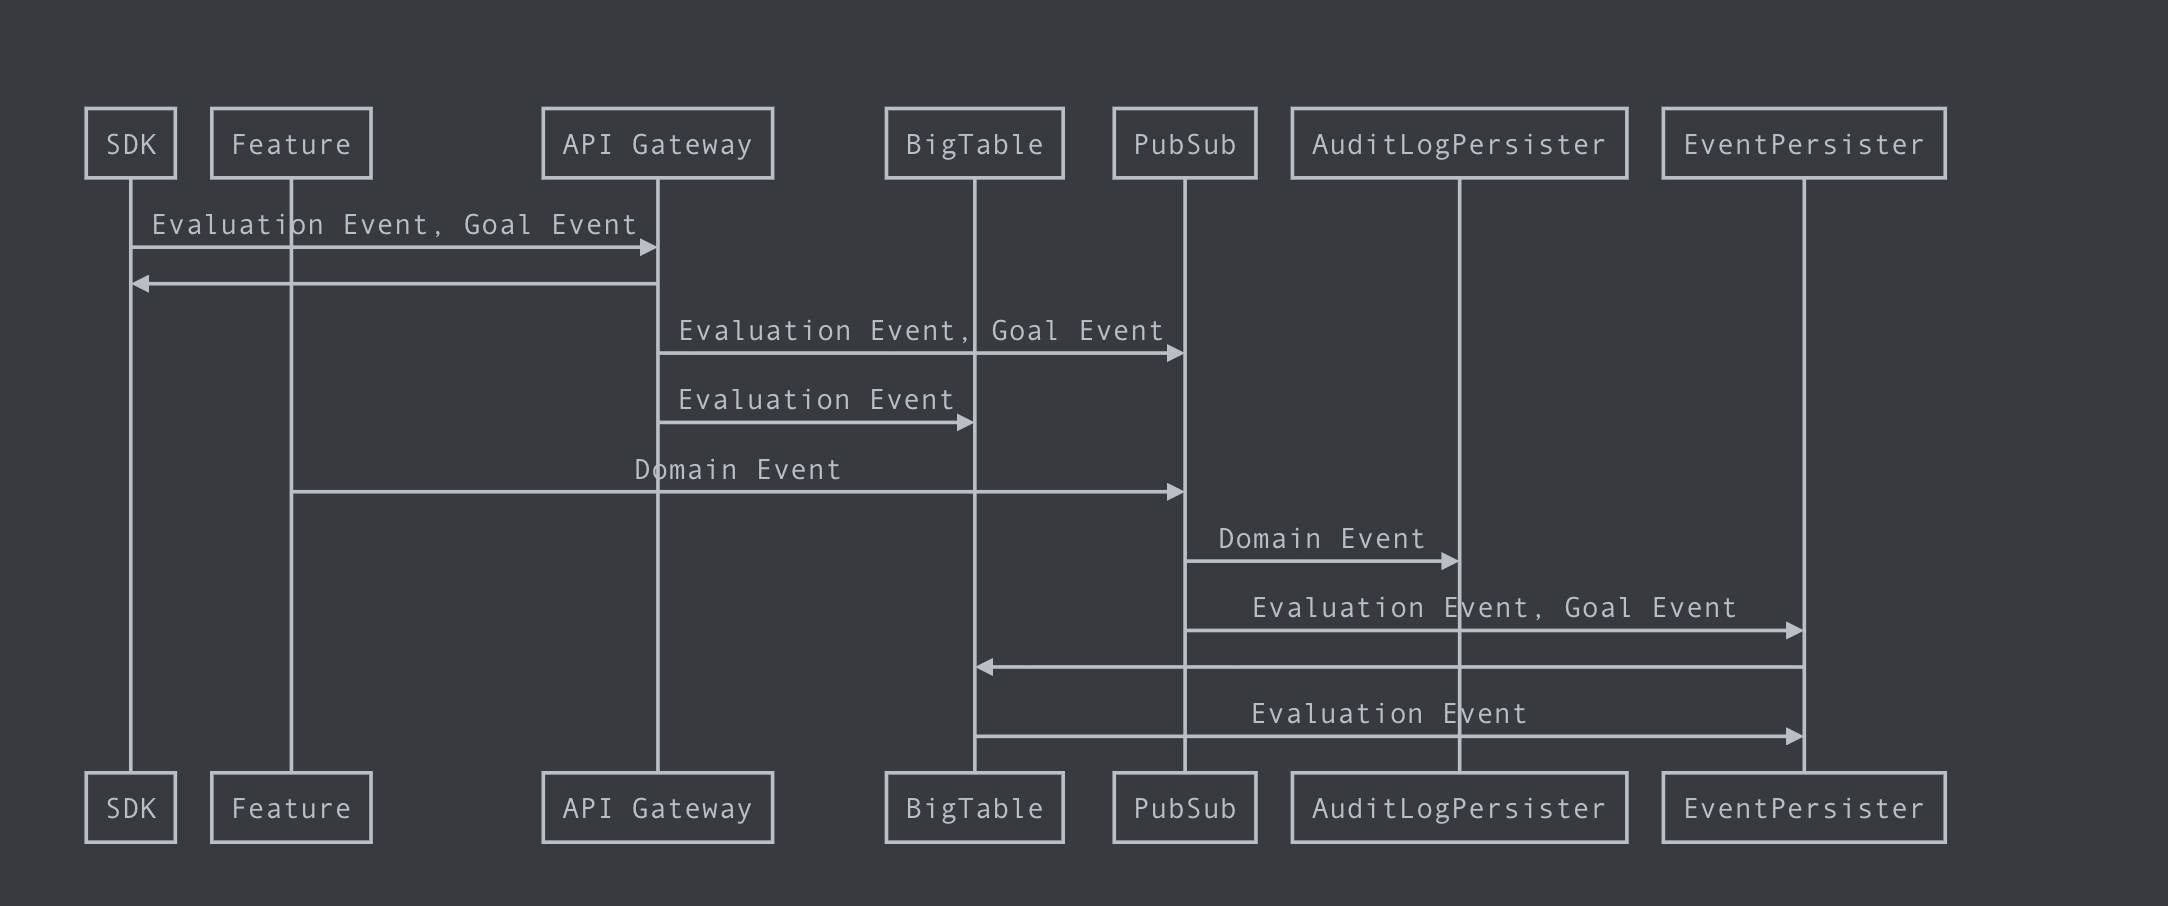 SDK
Feature
API Gateway
BigTable
PubSub
AuditLogPersister
EventPersister
Evaluation Event, Goal Event
Evaluation Event, Goal Event
Evaluation Event
Domain Event
Domain Event
Evaluation Event, Goal Event
Evaluation Event
SDK
Feature
API Gateway
BigTable
PubSub
AuditLogPersister
EventPersister